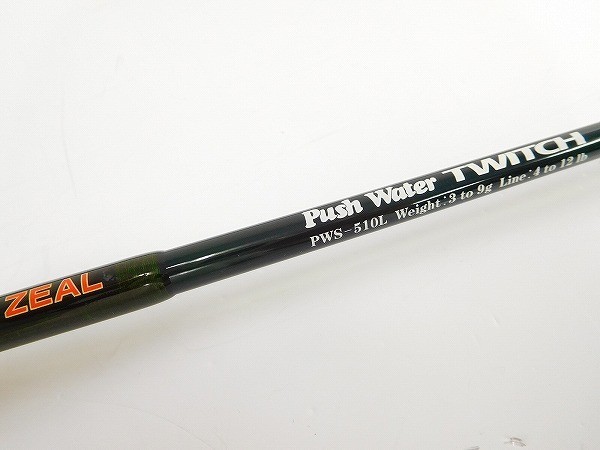 ZEAL
Push Water TWITCH
PWS-510L Weight:3 to 9g Line:4 to 12 lb